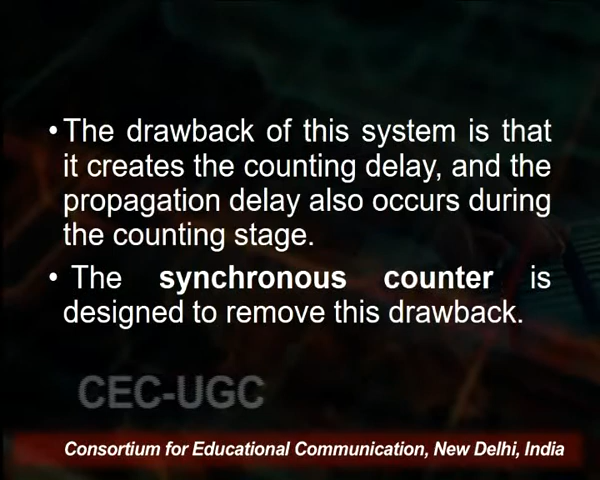 •The drawback of this system is that
it creates the counting delay, and the
propagation delay also occurs during
the counting stage.
• The synchronous counter is
designed to remove this drawback.
CEC-UGC
Consortium for Educational Communication, New Delhi, India